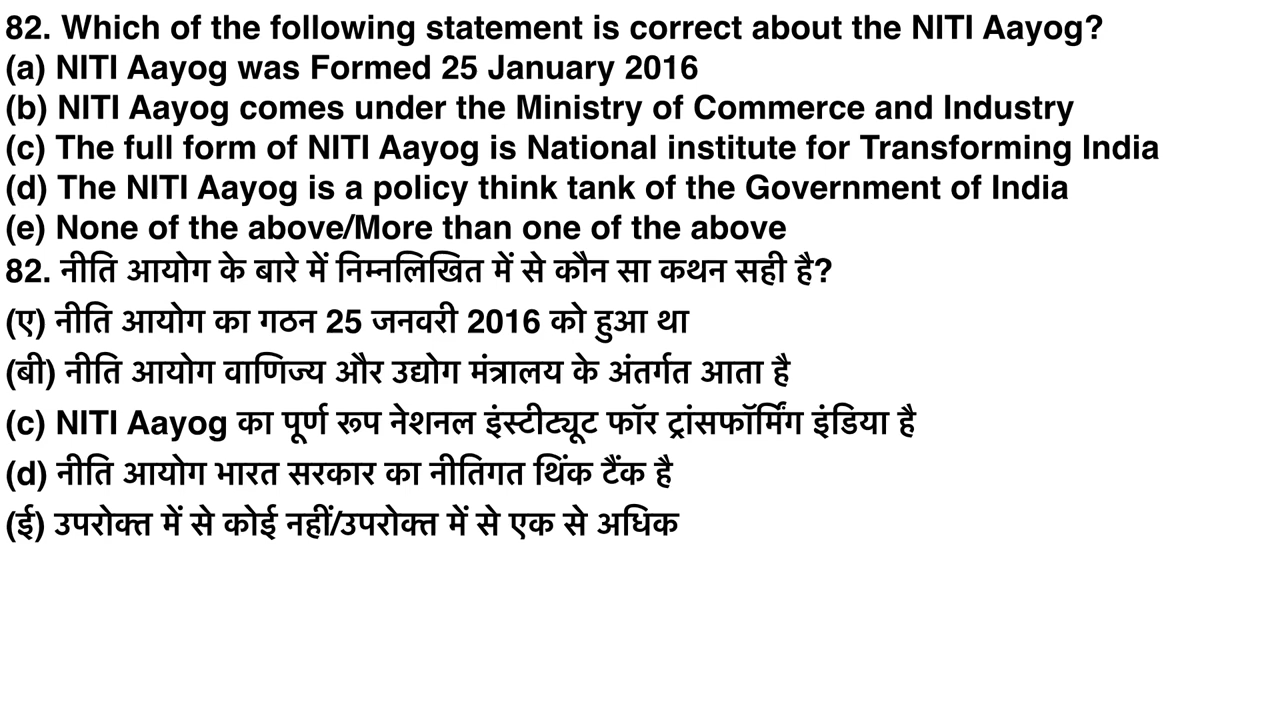 82. Which of the following statement is correct about the NITI Aayog?
(a) NITI Aayog was Formed 25 January 2016
(b) NITI Aayog comes under the Ministry of Commerce and Industry
(c) The full form of NITI Aayog is National institute for Transforming India
(d) The NITI Aayog is a policy think tank of the Government of India
(e) None of the above/More than one of the above
82. नीति आयोग के बारे में निम्नलिखित में से कौन सा कथन सही है?
(ए) नीति आयोग का गठन 25 जनवरी 2016 को हुआ था
(बी) नीति आयोग वाणिज्य और उद्योग मंत्रालय के अंतर्गत आता है
(c) NITI Aayog का पूर्ण रूप नेशनल इंस्टीट्यूट फॉर ट्रांसफॉर्मिंग इंडिया है
(d) नीति आयोग भारत सरकार का नीतिगत थिंक टैंक है
(ई) उपरोक्त में से कोई नहीं/उपरोक्त में से एक से अधिक